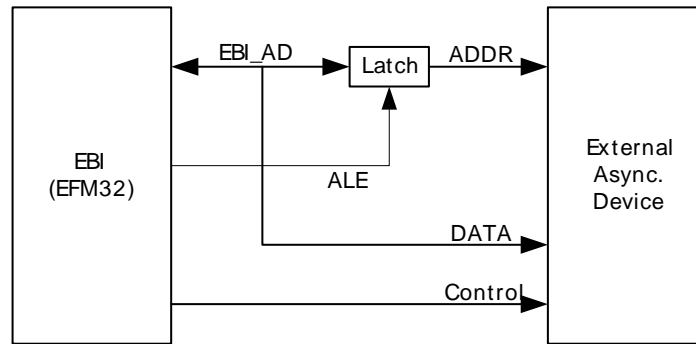 EBI_AD
Latch
ADDR
EBI
(EFM32)
ALE
External
Async.
Device
DATA
Control